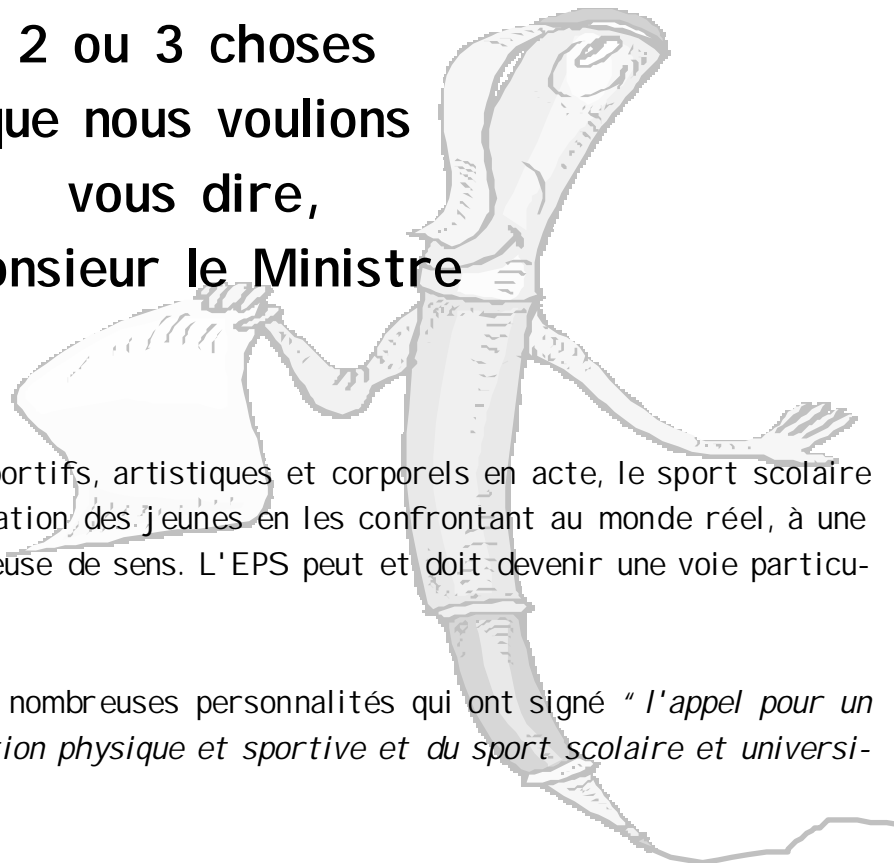 2 ou 3 choses
que nous voulions
vous dire,
onsieur le Ministre
ortifs, artistiques et corporels en acte, le sport scolaire
ation des jeunes en les confrontant au monde réel, à une
euse de sens. L'EPS peut et doit devenir une voie particu-
nombreuses personnalités qui ont signé " l'appel pour un
tion physique et sportive et du sport scolaire et universi-